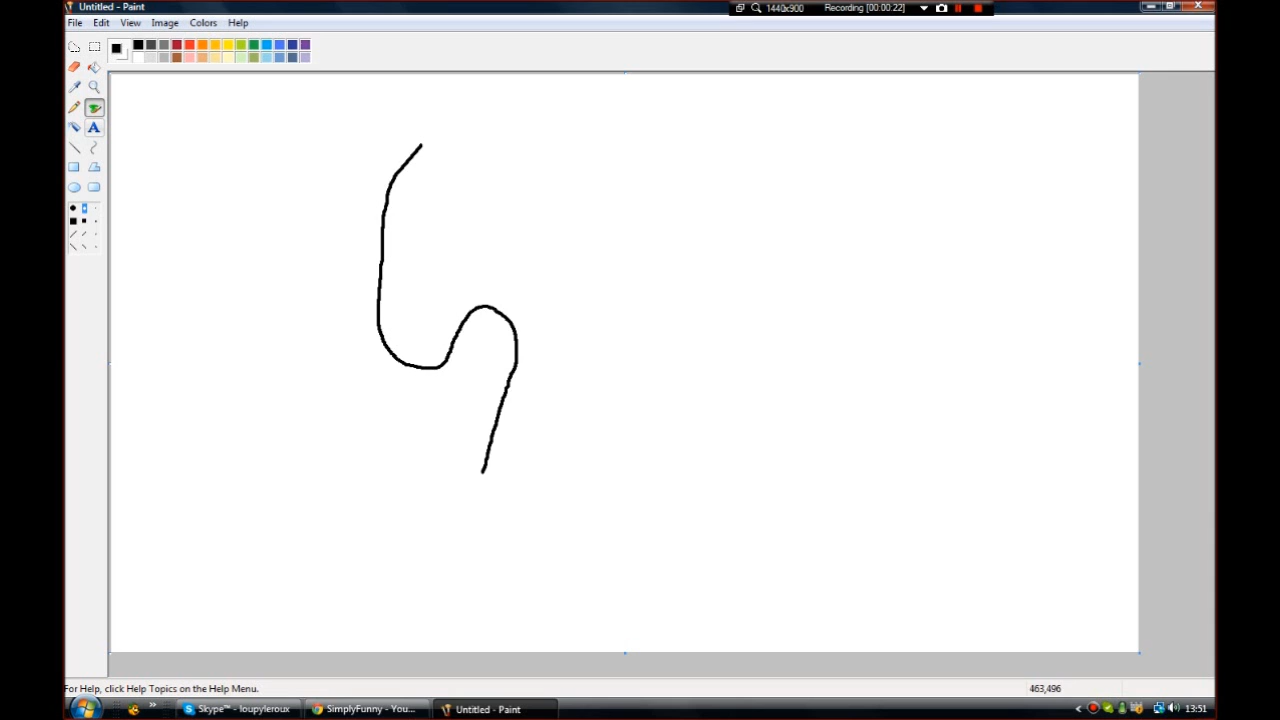 Untitled - Paint
1440x900
Recording [00:00:22]
File Edit View Image Colors Help
A
For Help, click Help Topics on the Help Menu.
463,496
Skype™ - loupyleroux
SimplyFunny - You...
Untitled - Paint
13:51